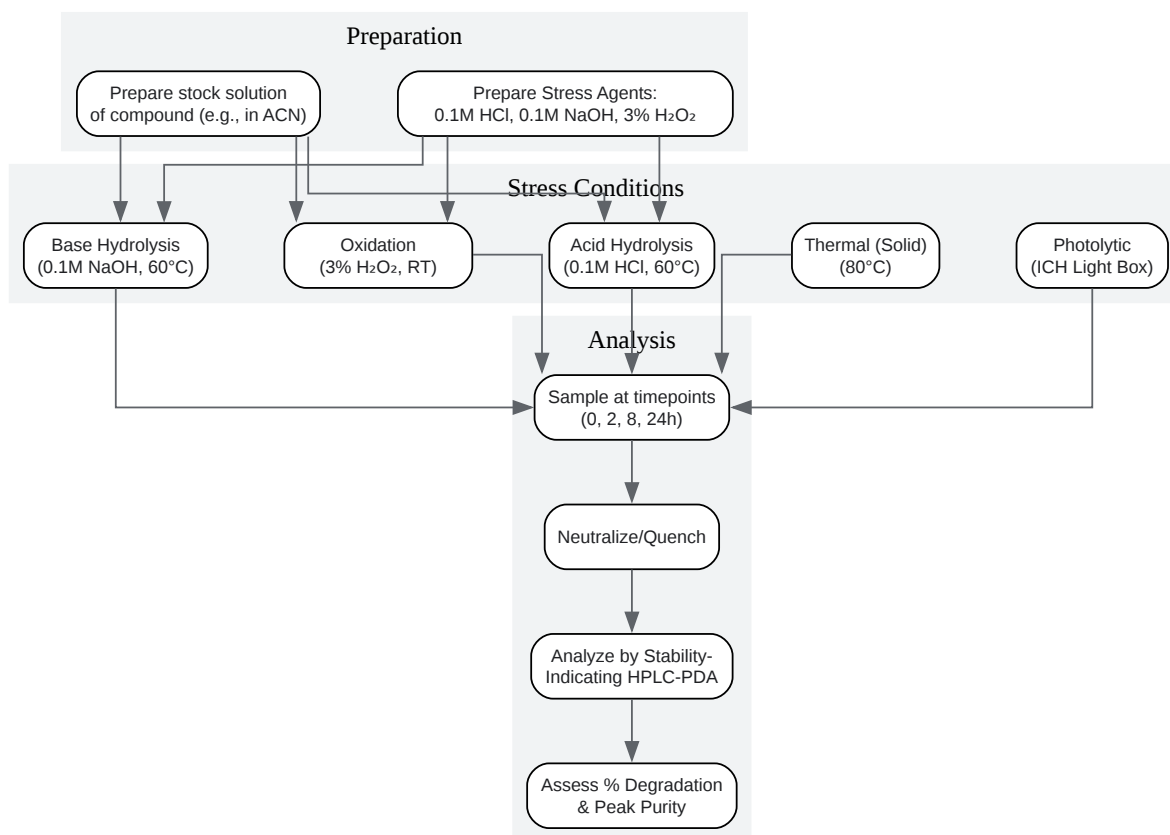 Preparation
Prepare stock solution
of compound (e.g., in ACN)
Prepare Stress Agents:
0.1M HCl, 0.1M NaOH, 3% H₂O₂
Stress Conditions
Base Hydrolysis
(0.1M NaOH, 60°C)
Oxidation
(3% H₂O₂, RT)
Acid Hydrolysis
(0.1M HCl, 60°C)
Thermal (Solid)
(80°C)
Photolytic
(ICH Light Box)
Analysis
Sample at timepoints
(0, 2, 8, 24h)
Neutralize/Quench
Analyze by Stability-
Indicating HPLC-PDA
Assess % Degradation
& Peak Purity